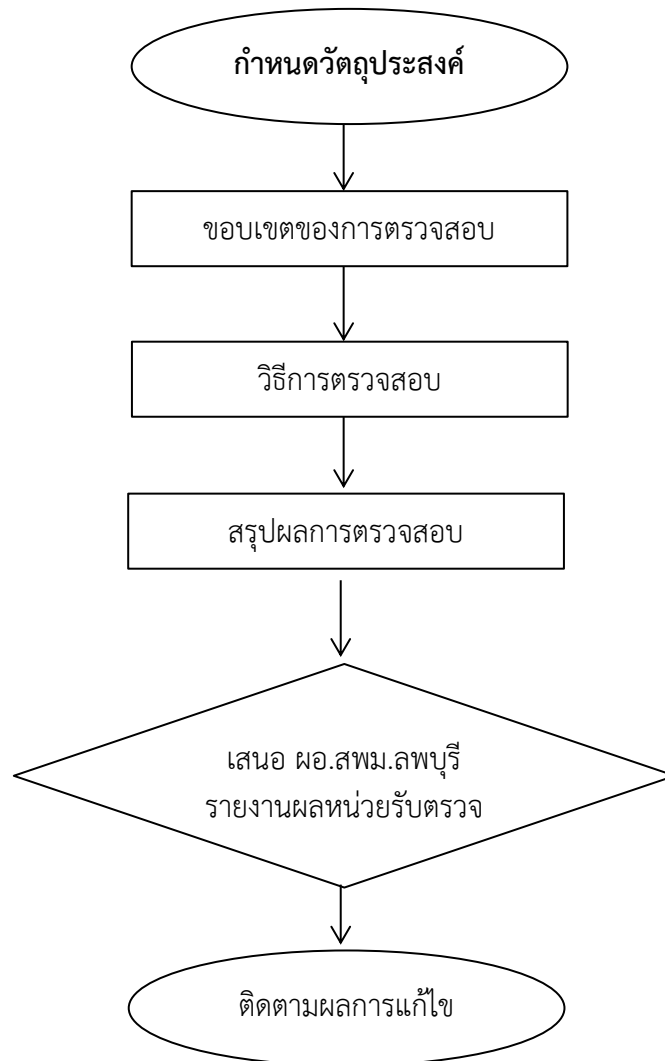 กำหนดวัตถุประสงค์
ขอบเขตของการตรวจสอบ
วิธีการตรวจสอบ
สรุปผลการตรวจสอบ
เสนอ ผอ.สพม.ลพบุรี
รายงานผลหน่วยรับตรวจ
ติดตามผลการแก้ไข